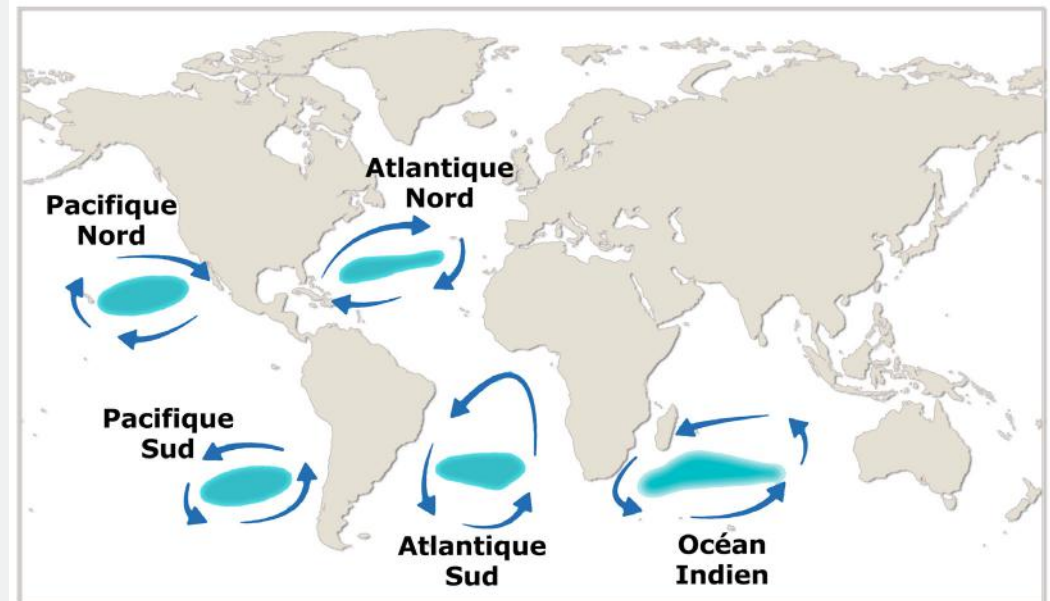 Atlantique
Nord
Pacifique
Nord
Pacifique
Sud
Atlantique
Sud
Océan
Indien